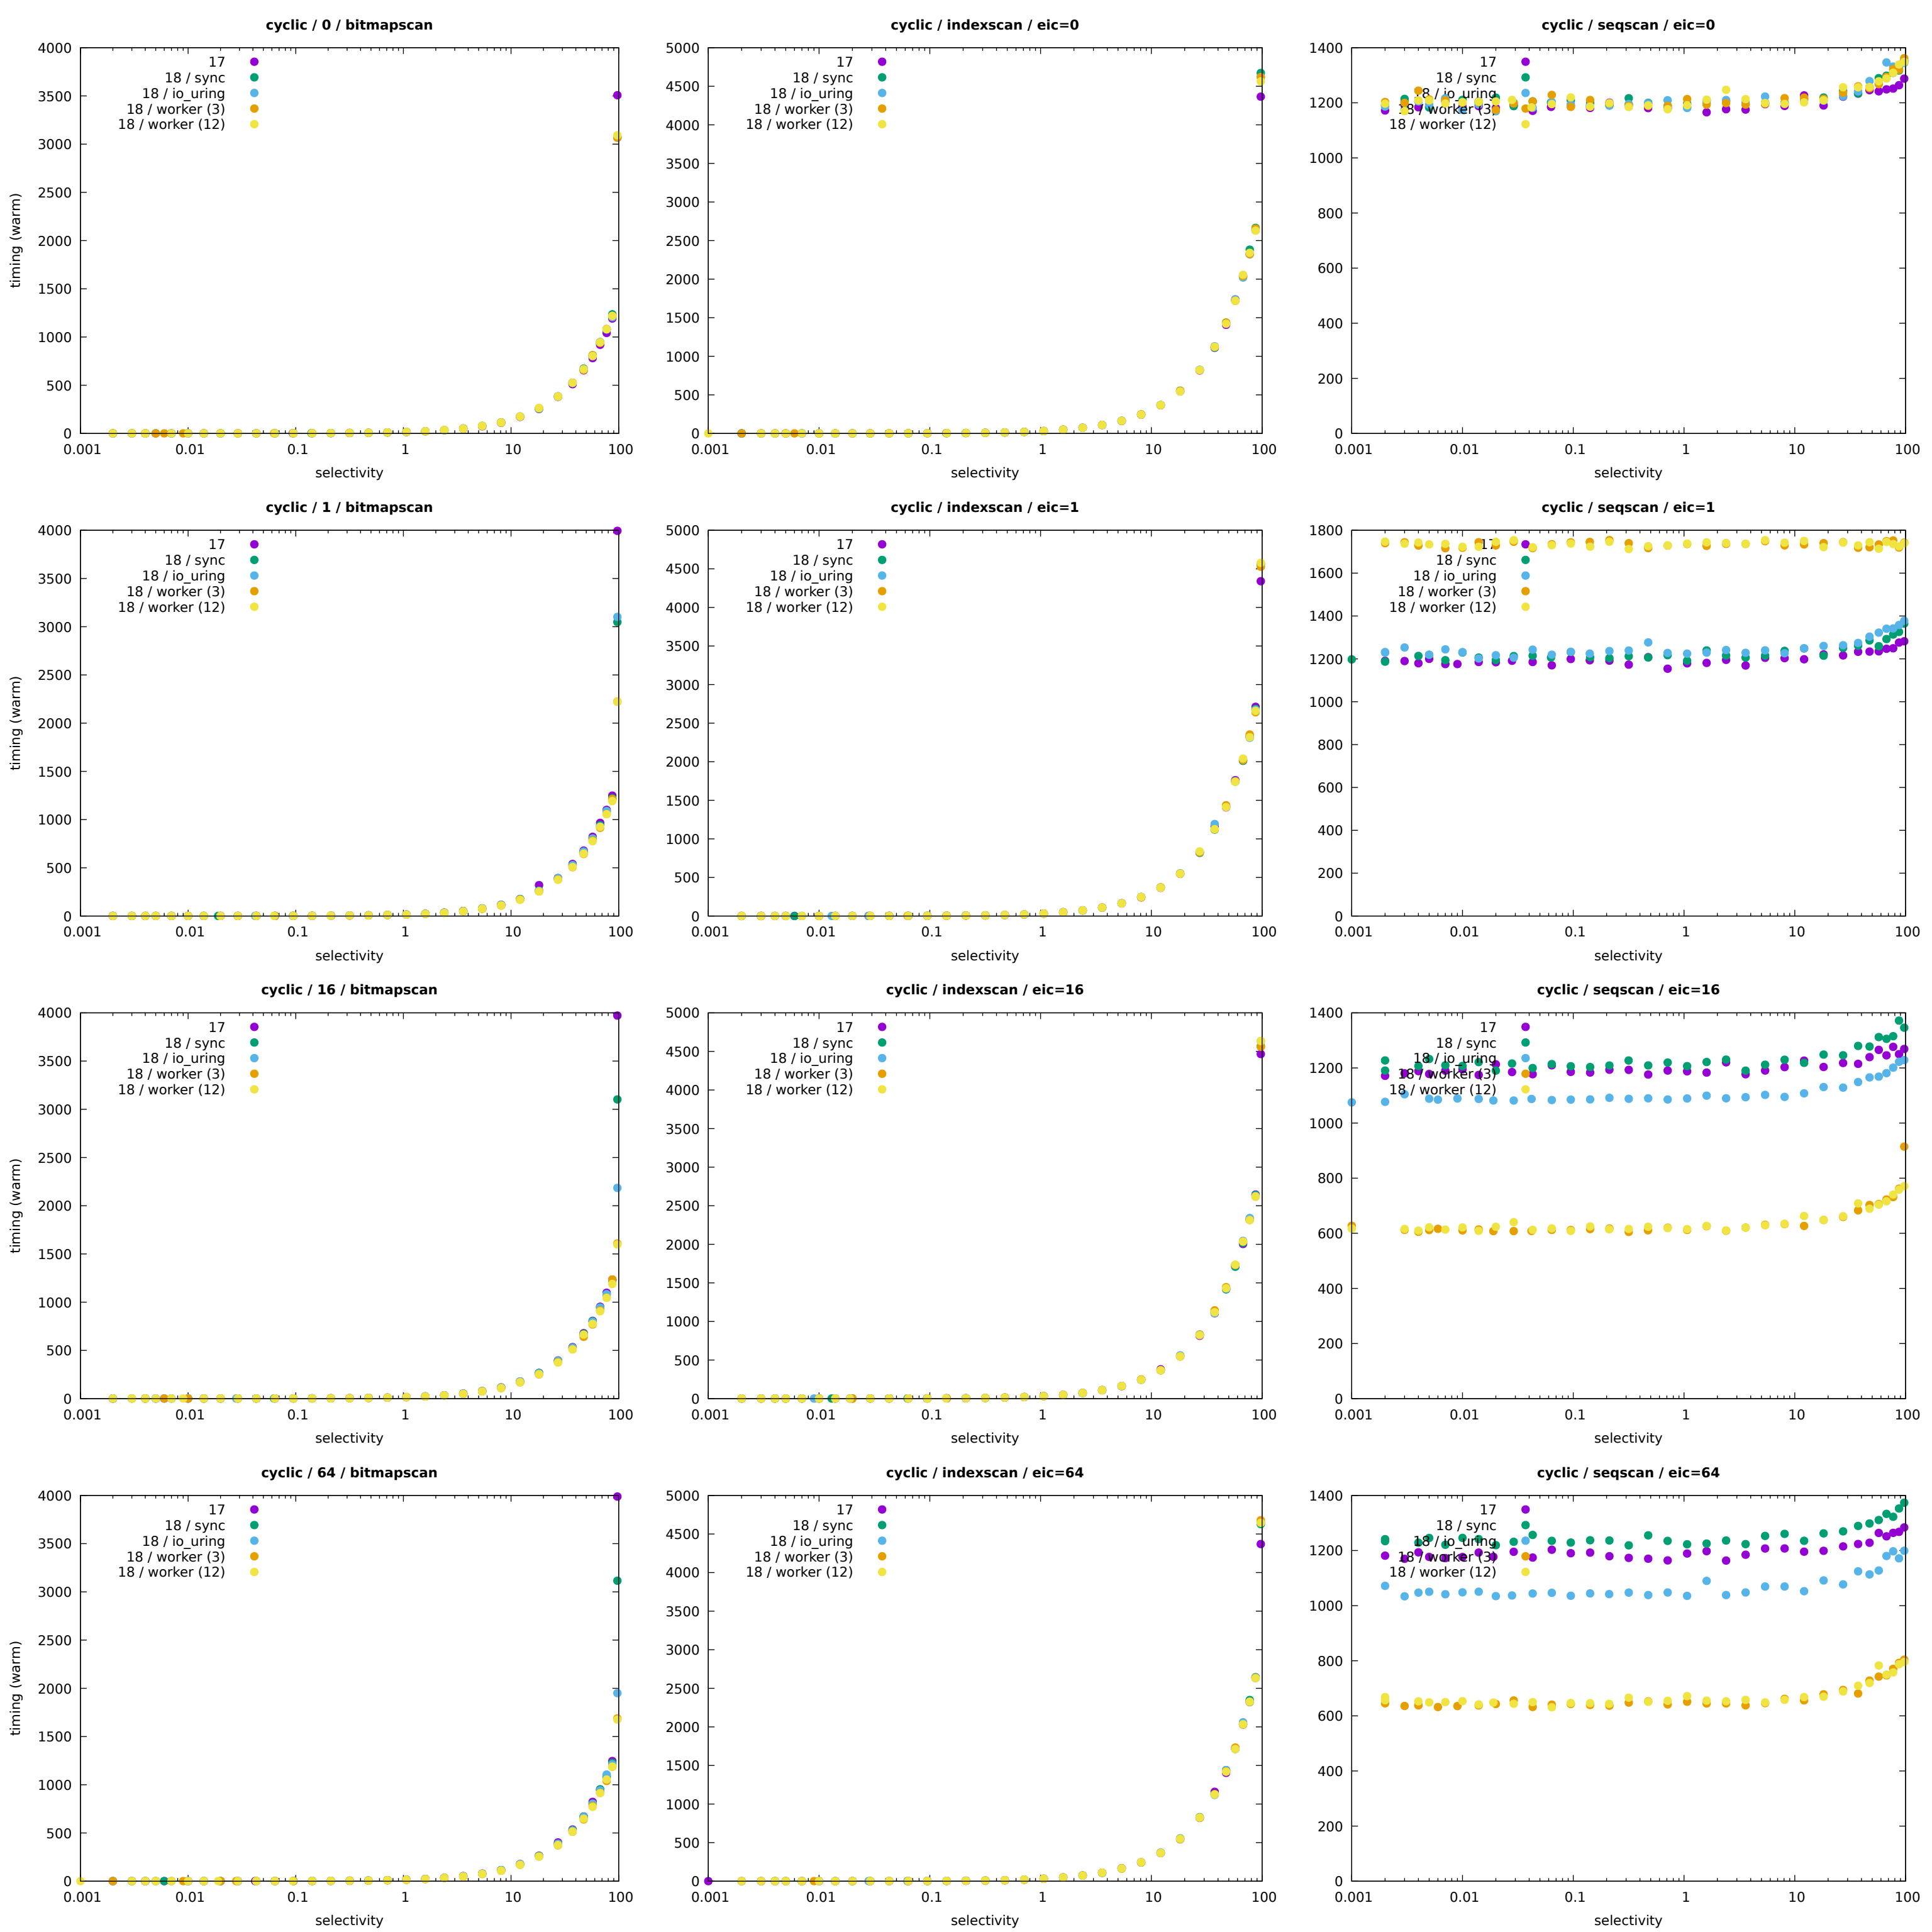 cyclic / 0 / bitmapscan
timing (warm)
4000
3500
3000
2500
2000
1500
1000
500
0
17
18 / sync
18 / io_uring
18 / worker (3)
18 / worker (12)
0.001 0.01 0.1 1 10 100
selectivity
cyclic / indexscan / eic=0
5000
4500
4000
3500
3000
2500
2000
1500
1000
500
0
17
18 / sync
18 / io_uring
18 / worker (3)
18 / worker (12)
0.001 0.01 0.1 1 10 100
selectivity
cyclic / seqscan / eic=0
1400
1200
1000
800
600
400
200
0
17
18 / sync
18 / io_uring
18 / worker (3)
18 / worker (12)
0.001 0.01 0.1 1 10 100
selectivity
cyclic / 1 / bitmapscan
timing (warm)
4000
3500
3000
2500
2000
1500
1000
500
0
17
18 / sync
18 / io_uring
18 / worker (3)
18 / worker (12)
0.001 0.01 0.1 1 10 100
selectivity
cyclic / indexscan / eic=1
5000
4500
4000
3500
3000
2500
2000
1500
1000
500
0
17
18 / sync
18 / io_uring
18 / worker (3)
18 / worker (12)
0.001 0.01 0.1 1 10 100
selectivity
cyclic / seqscan / eic=1
1800
1600
1400
1200
1000
800
600
400
200
0
17
18 / sync
18 / io_uring
18 / worker (3)
18 / worker (12)
0.001 0.01 0.1 1 10 100
selectivity
cyclic / 16 / bitmapscan
timing (warm)
4000
3500
3000
2500
2000
1500
1000
500
0
17
18 / sync
18 / io_uring
18 / worker (3)
18 / worker (12)
0.001 0.01 0.1 1 10 100
selectivity
cyclic / indexscan / eic=16
5000
4500
4000
3500
3000
2500
2000
1500
1000
500
0
17
18 / sync
18 / io_uring
18 / worker (3)
18 / worker (12)
0.001 0.01 0.1 1 10 100
selectivity
cyclic / seqscan / eic=16
1400
1200
1000
800
600
400
200
0
17
18 / sync
18 / io_uring
18 / worker (3)
18 / worker (12)
0.001 0.01 0.1 1 10 100
selectivity
cyclic / 64 / bitmapscan
timing (warm)
4000
3500
3000
2500
2000
1500
1000
500
0
17
18 / sync
18 / io_uring
18 / worker (3)
18 / worker (12)
0.001 0.01 0.1 1 10 100
selectivity
cyclic / indexscan / eic=64
5000
4500
4000
3500
3000
2500
2000
1500
1000
500
0
17
18 / sync
18 / io_uring
18 / worker (3)
18 / worker (12)
0.001 0.01 0.1 1 10 100
selectivity
cyclic / seqscan / eic=64
1400
1200
1000
800
600
400
200
0
17
18 / sync
18 / io_uring
18 / worker (3)
18 / worker (12)
0.001 0.01 0.1 1 10 100
selectivity